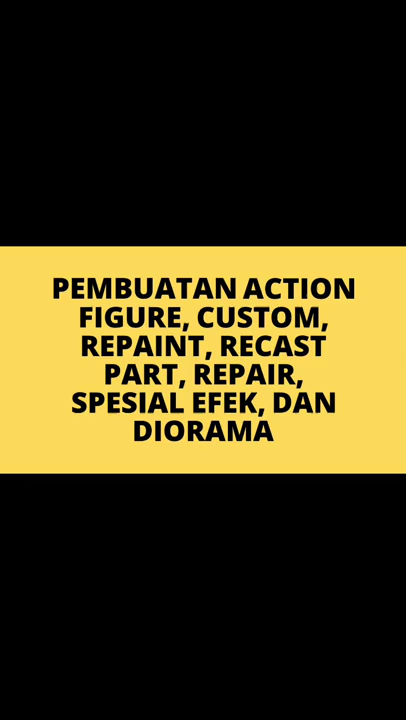 PEMBUATAN ACTION
FIGURE, CUSTOM,
REPAINT, RECAST
PART, REPAIR,
SPESIAL EFEK, DAN
DIORAMA